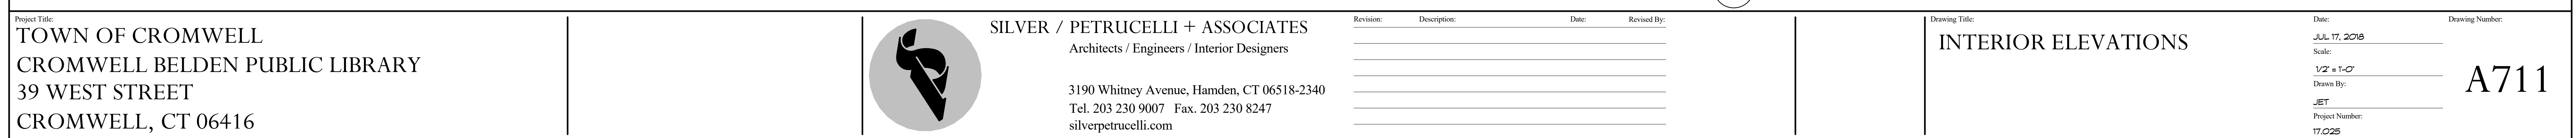 Project Title:
TOWN OF CROMWELL
CROMWELL BELDEN PUBLIC LIBRARY
39 WEST STREET
CROMWELL, CT 06416
SILVER / PETRUCELLI + ASSOCIATES
Architects / Engineers / Interior Designers
3190 Whitney Avenue, Hamden, CT 06518-2340
Tel. 203 230 9007 Fax. 203 230 8247
silverpetrucelli.com
Revision: Description: Date: Revised By:
Drawing Title:
INTERIOR ELEVATIONS
Date:
JUL 17, 2018
Scale:
1/2" = 1'-0"
Drawn By:
JET
Project Number:
17.025
Drawing Number:
A711